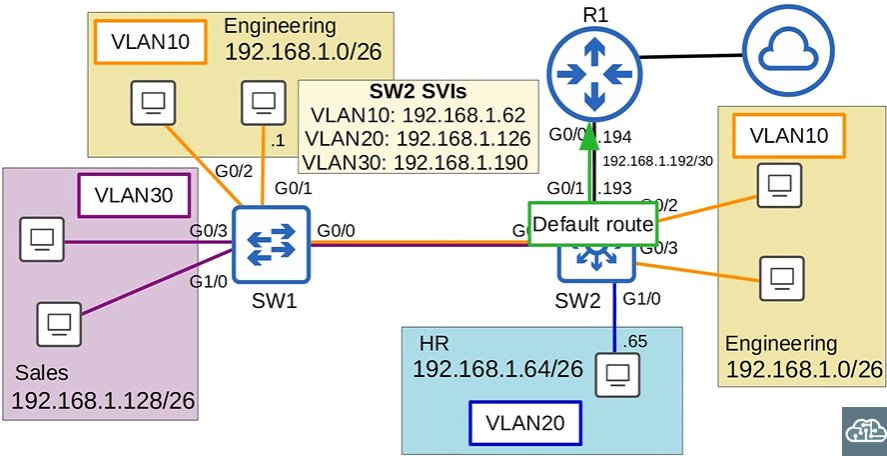 R1
VLAN10
Engineering
192.168.1.0/26
SW2 SVIs
VLAN10: 192.168.1.62
VLAN20: 192.168.1.126
VLAN30: 192.168.1.190
.1
G0/2
G0/1
G0/0
.194
192.168.1.192/30
G0/1
.193
VLAN10
VLAN30
G0/3
G0/0
G1/0
SW1
Default route
G0/3
SW2
G1/0
Sales
192.168.1.128/26
HR
192.168.1.64/26
.65
VLAN20
Engineering
192.168.1.0/26